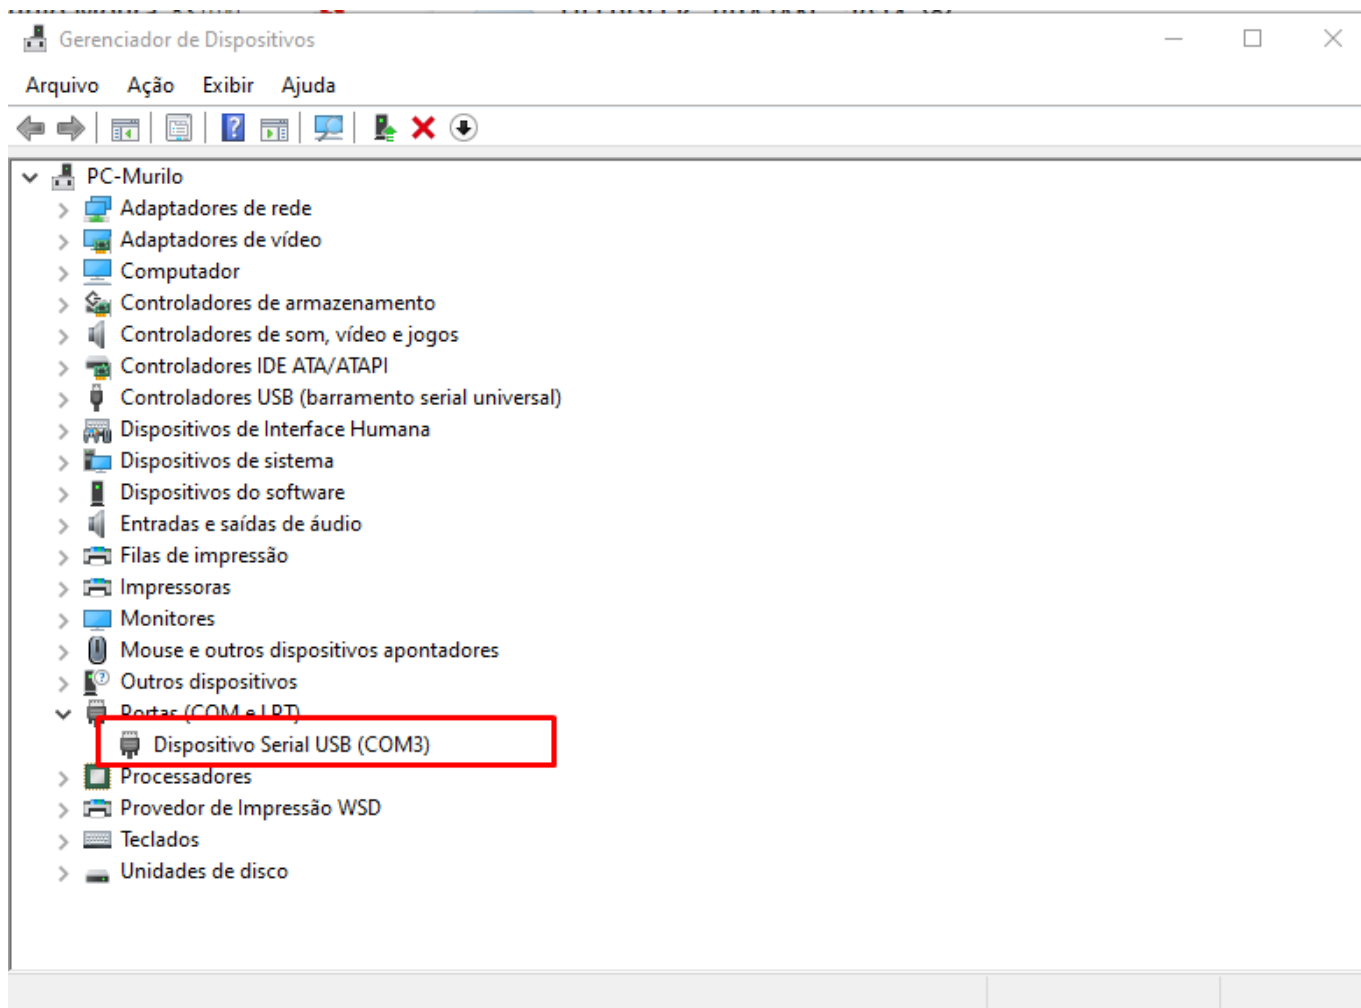 Gerenciador de Dispositivos
Arquivo Ação Exibir Ajuda
PC-Murilo
Adaptadores de rede
Adaptadores de vídeo
Computador
Controladores de armazenamento
Controladores de som, vídeo e jogos
Controladores IDE ATA/ATAPI
Controladores USB (barramento serial universal)
Dispositivos de Interface Humana
Dispositivos de sistema
Dispositivos do software
Entradas e saídas de áudio
Filas de impressão
Impressoras
Monitores
Mouse e outros dispositivos apontadores
Outros dispositivos
Portas (COM e LPT)
Dispositivo Serial USB (COM3)
Processadores
Provedor de Impressão WSD
Teclados
Unidades de disco